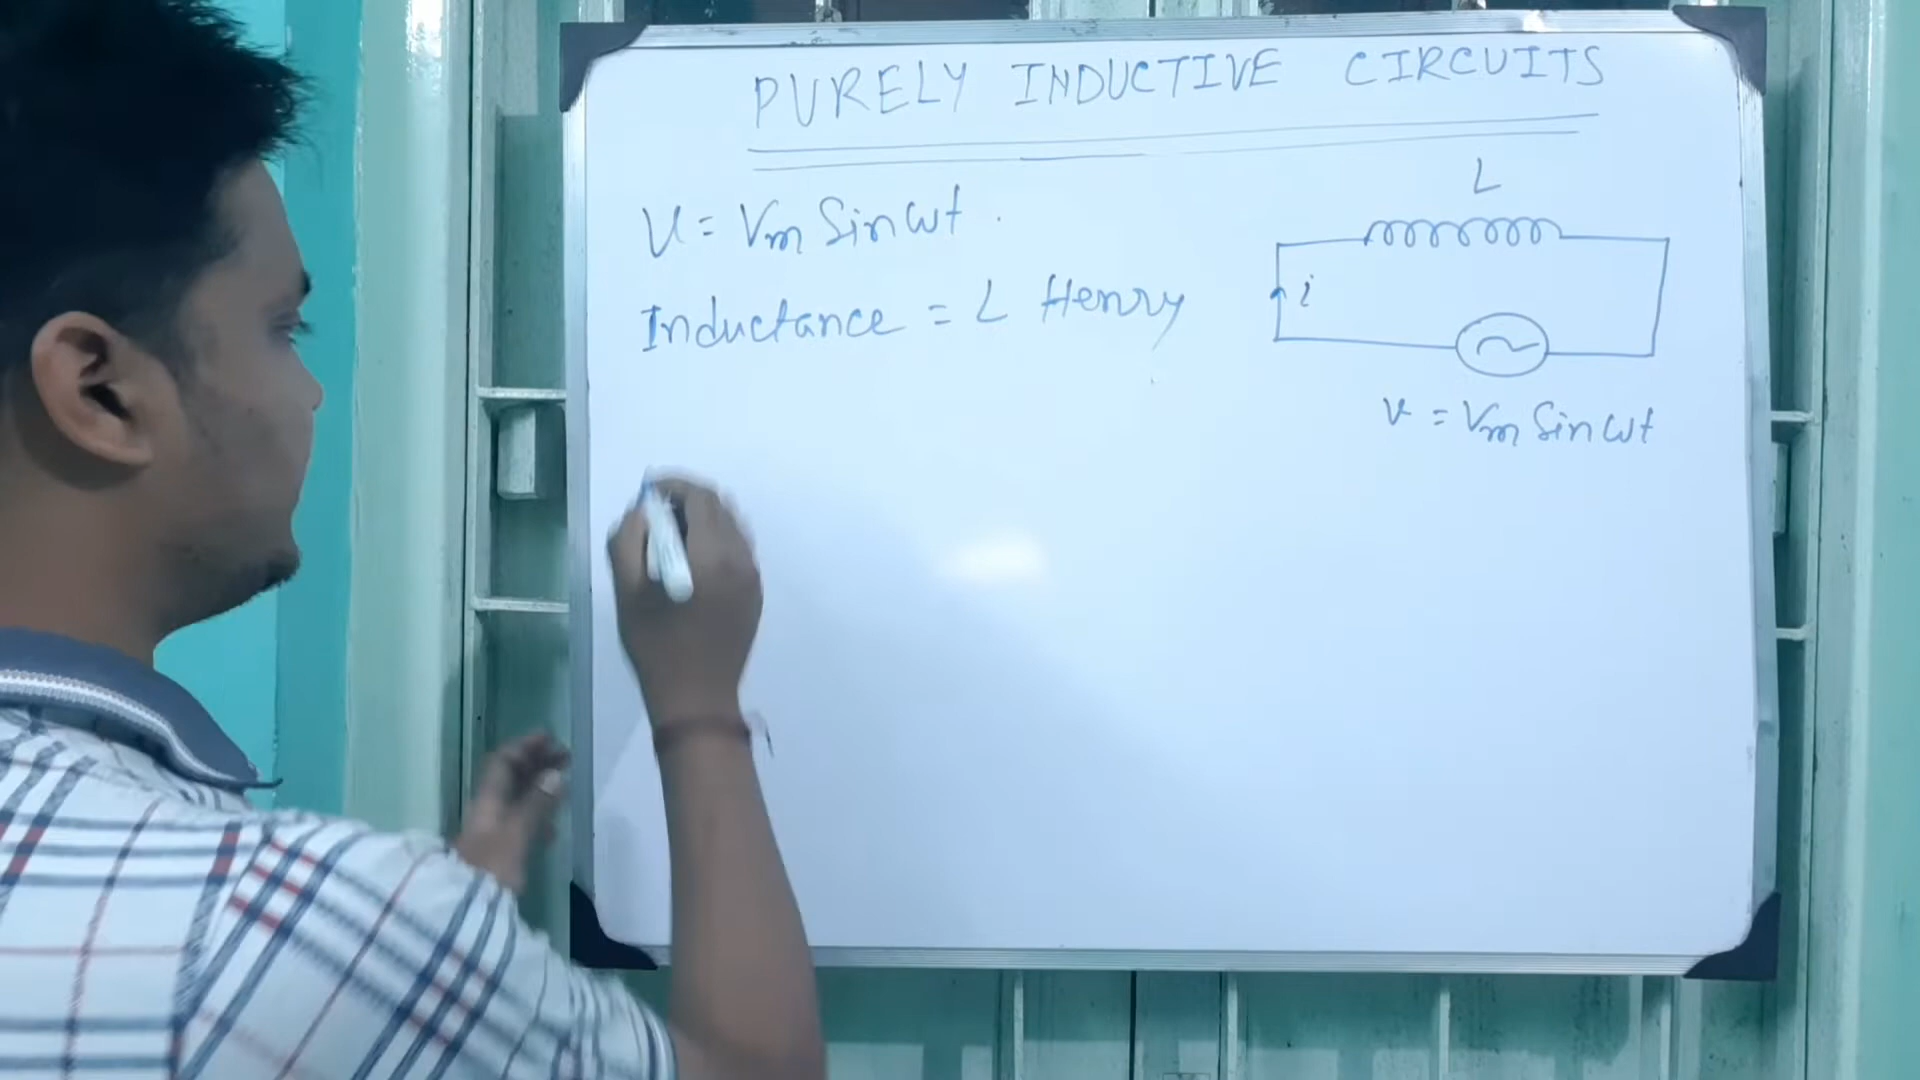 PURELY INDUCTIVE CIRCUITS
V = Vm Sin ωt .
Inductance = L Henry
L
i
v = Vm Sin ωt